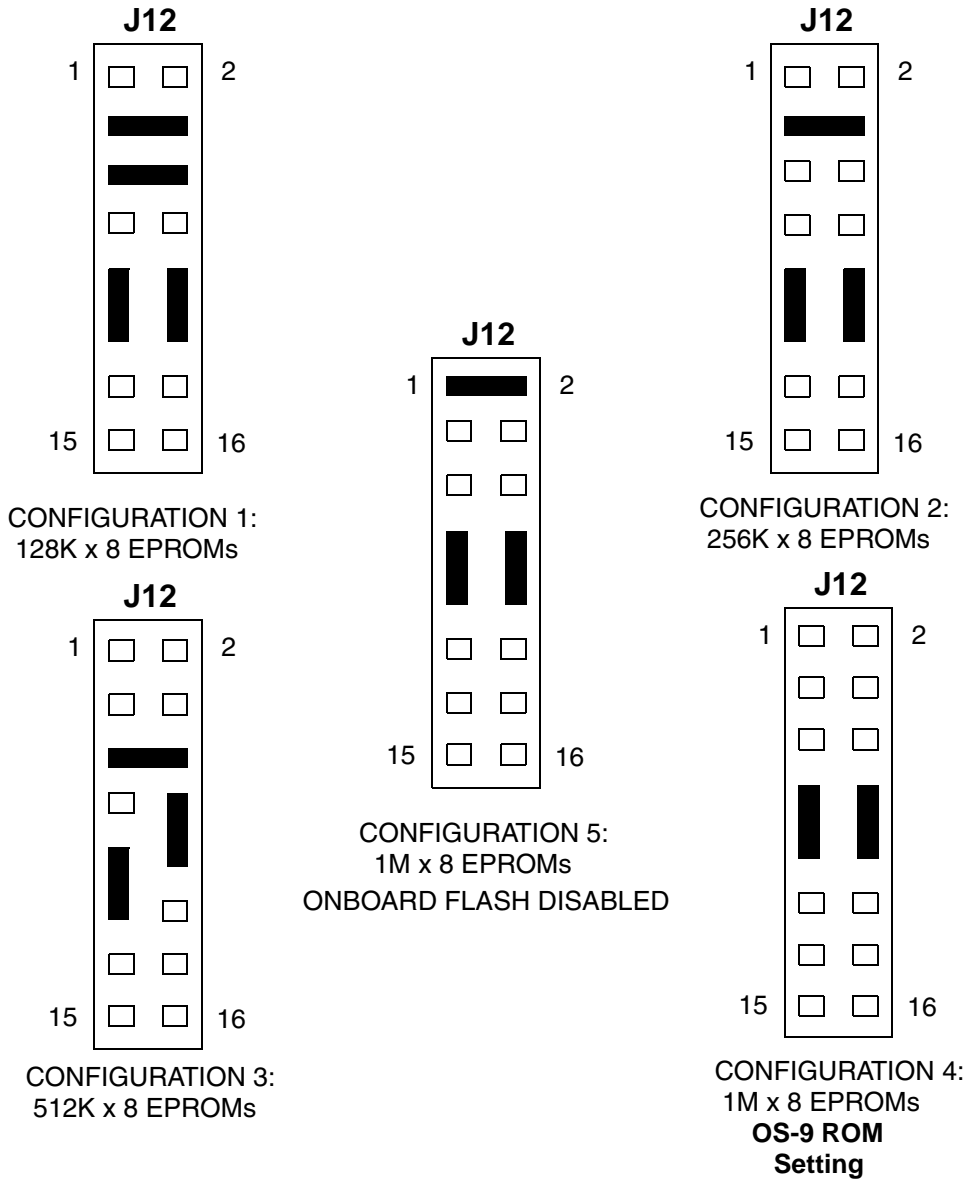 J12
1 2
15 16
CONFIGURATION 1:
128K x 8 EPROMs
J12
1 2
15 16
CONFIGURATION 2:
256K x 8 EPROMs
J12
1 2
15 16
CONFIGURATION 5:
1M x 8 EPROMs
ONBOARD FLASH DISABLED
J12
1 2
15 16
CONFIGURATION 3:
512K x 8 EPROMs
J12
1 2
15 16
CONFIGURATION 4:
1M x 8 EPROMs
OS-9 ROM
Setting